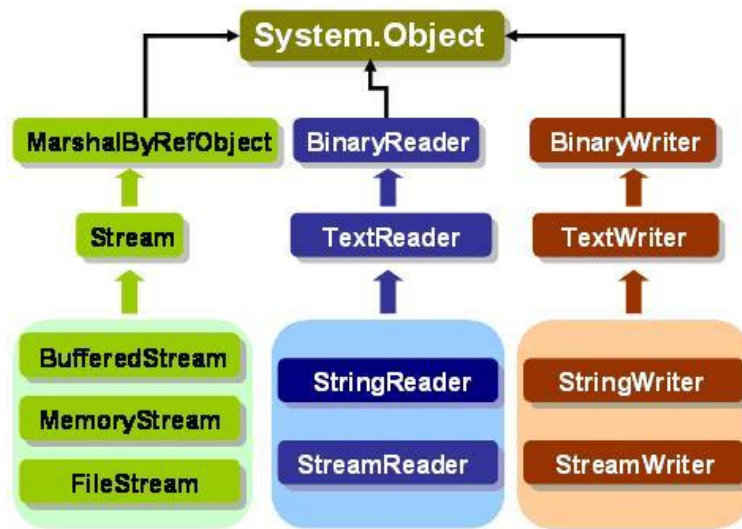 System.Object
MarshalByRefObject
BinaryReader
BinaryWriter
Stream
TextReader
TextWriter
BufferedStream
StringReader
StringWriter
MemoryStream
StreamReader
StreamWriter
FileStream